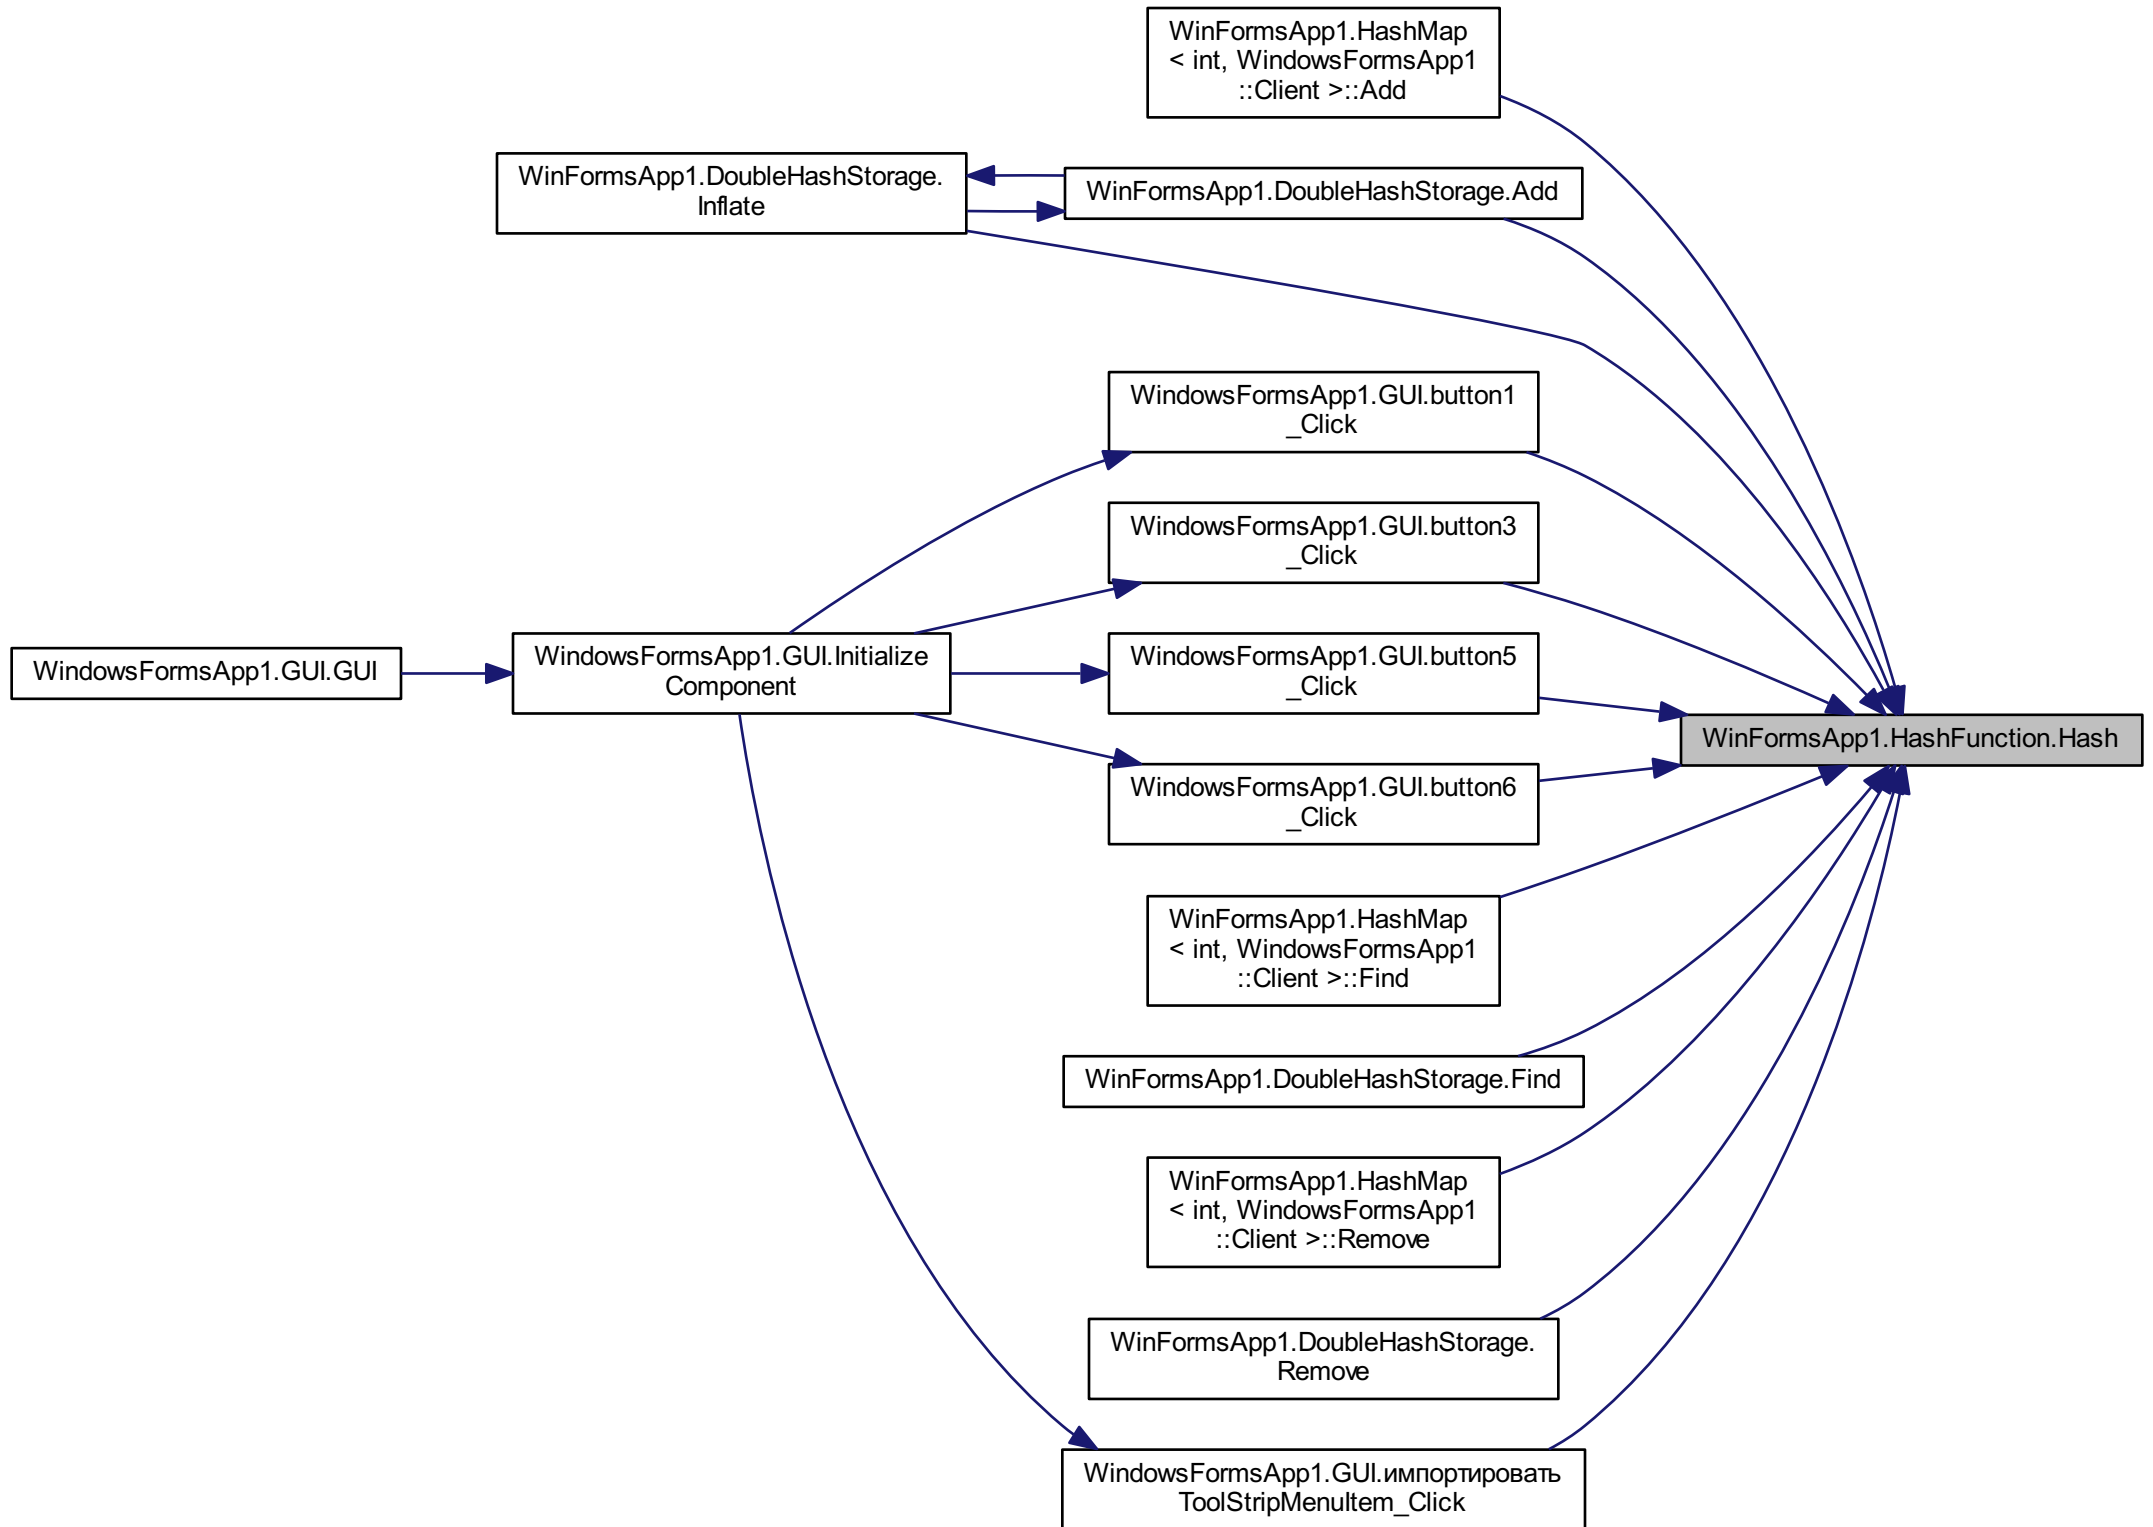 WinFormsApp1.HashMap
< int, WindowsFormsApp1
::Client >::Add
WinFormsApp1.DoubleHashStorage.
Inflate
WinFormsApp1.DoubleHashStorage.Add
WindowsFormsApp1.GUI.button1
_Click
WindowsFormsApp1.GUI.button3
_Click
WindowsFormsApp1.GUI.GUI
WindowsFormsApp1.GUI.Initialize
Component
WindowsFormsApp1.GUI.button5
_Click
WinFormsApp1.HashFunction.Hash
WindowsFormsApp1.GUI.button6
_Click
WinFormsApp1.HashMap
< int, WindowsFormsApp1
::Client >::Find
WinFormsApp1.DoubleHashStorage.Find
WinFormsApp1.HashMap
< int, WindowsFormsApp1
::Client >::Remove
WinFormsApp1.DoubleHashStorage.
Remove
WindowsFormsApp1.GUI.импортировать
ToolStripMenuItem_Click